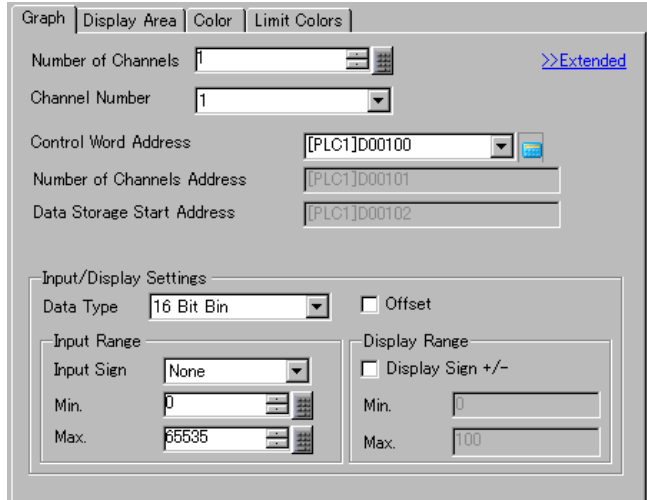 Graph Display Area Color Limit Colors
Number of Channels 1 >>Extended
Channel Number 1
Control Word Address [PLC1]D00100
Number of Channels Address [PLC1]D00101
Data Storage Start Address [PLC1]D00102
Input/Display Settings
Data Type 16 Bit Bin Offset
Input Range Display Range
Input Sign None Display Sign +/-
Min. 0 Min. 0
Max. 65535 Max. 100